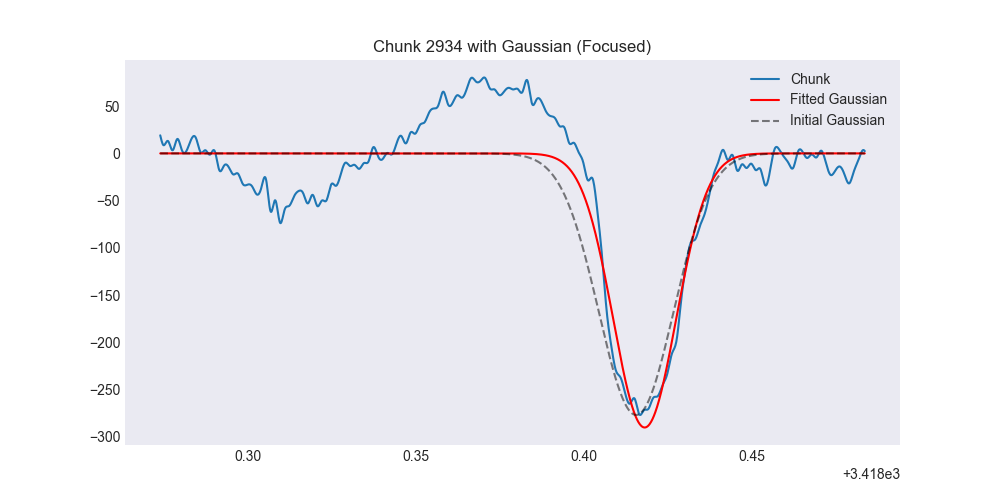 Chunk 2934 with Gaussian (Focused)
Chunk
Fitted Gaussian
Initial Gaussian
50
0
−50
−100
−150
−200
−250
−300
0.30 0.35 0.40 0.45
+3.418e3